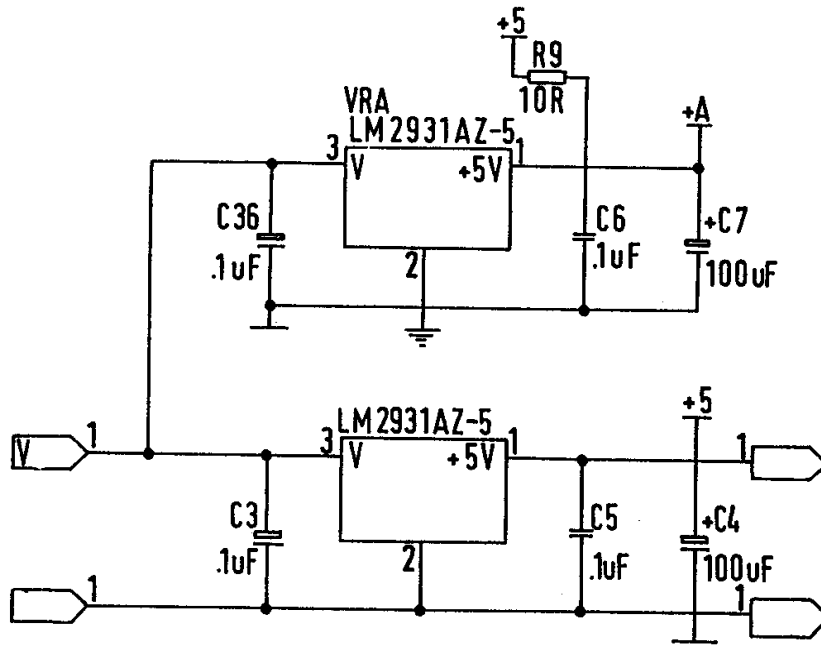 +5
R9
10R
VRA
LM2931AZ-5
+A
3
V
+5V
1
C36
.1uF
2
C6
.1uF
+C7
100uF
LM2931AZ-5
+5
V
1
3
V
+5V
1
1
C3
.1uF
2
C5
.1uF
+C4
100uF
1
1